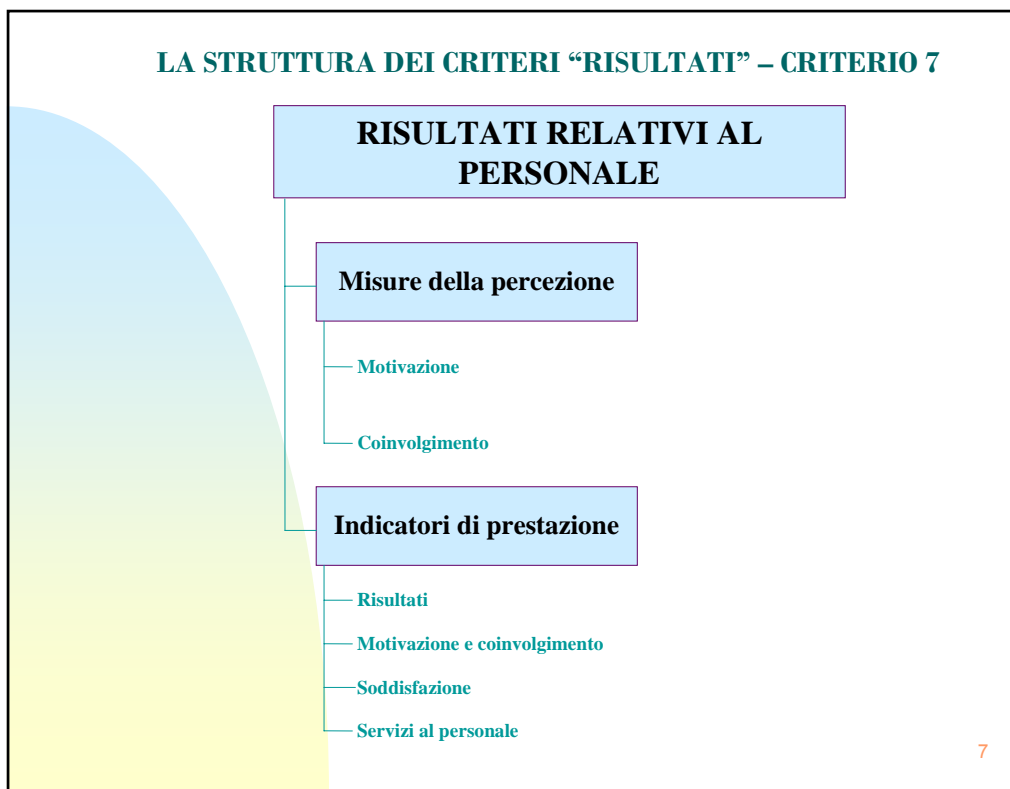 LA STRUTTURA DEI CRITERI “RISULTATI” – CRITERIO 7
RISULTATI RELATIVI AL
PERSONALE
Misure della percezione
Motivazione
Coinvolgimento
Indicatori di prestazione
Risultati
Motivazione e coinvolgimento
Soddisfazione
Servizi al personale
7